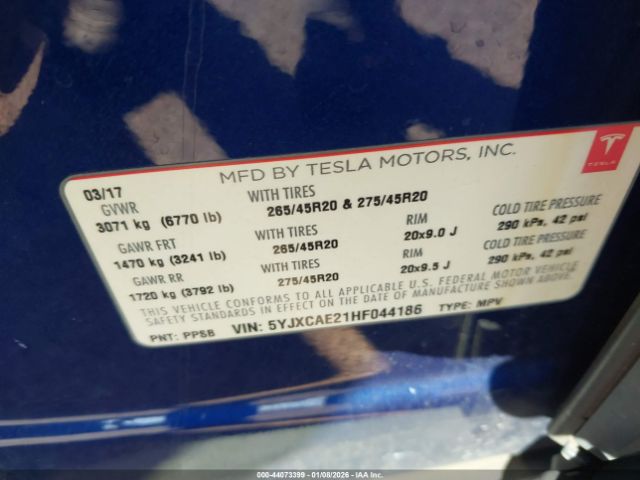 MFD BY TESLA MOTORS, INC.
03/17
GVWR WITH TIRES COLD TIRE PRESSURE
3071 kg (6770 lb) 265/45R20 & 275/45R20 290 kPa, 42 psi
GAWR FRT WITH TIRES RIM COLD TIRE PRESSURE
1470 kg (3241 lb) 265/45R20 20x9.0 J 290 kPa, 42 psi
GAWR RR WITH TIRES RIM
1720 kg (3792 lb) 275/45R20 20x9.5 J
THIS VEHICLE CONFORMS TO ALL APPLICABLE U.S. FEDERAL MOTOR VEHICLE
SAFETY STANDARDS IN EFFECT ON THE DATE OF MANUFACTURE SHOWN ABOVE.
PNT: PPSB VIN: 5YJXCAE21HF044186 TYPE: MPV
TESLA
000-44073399 - 01/08/2026 - IAA Inc.